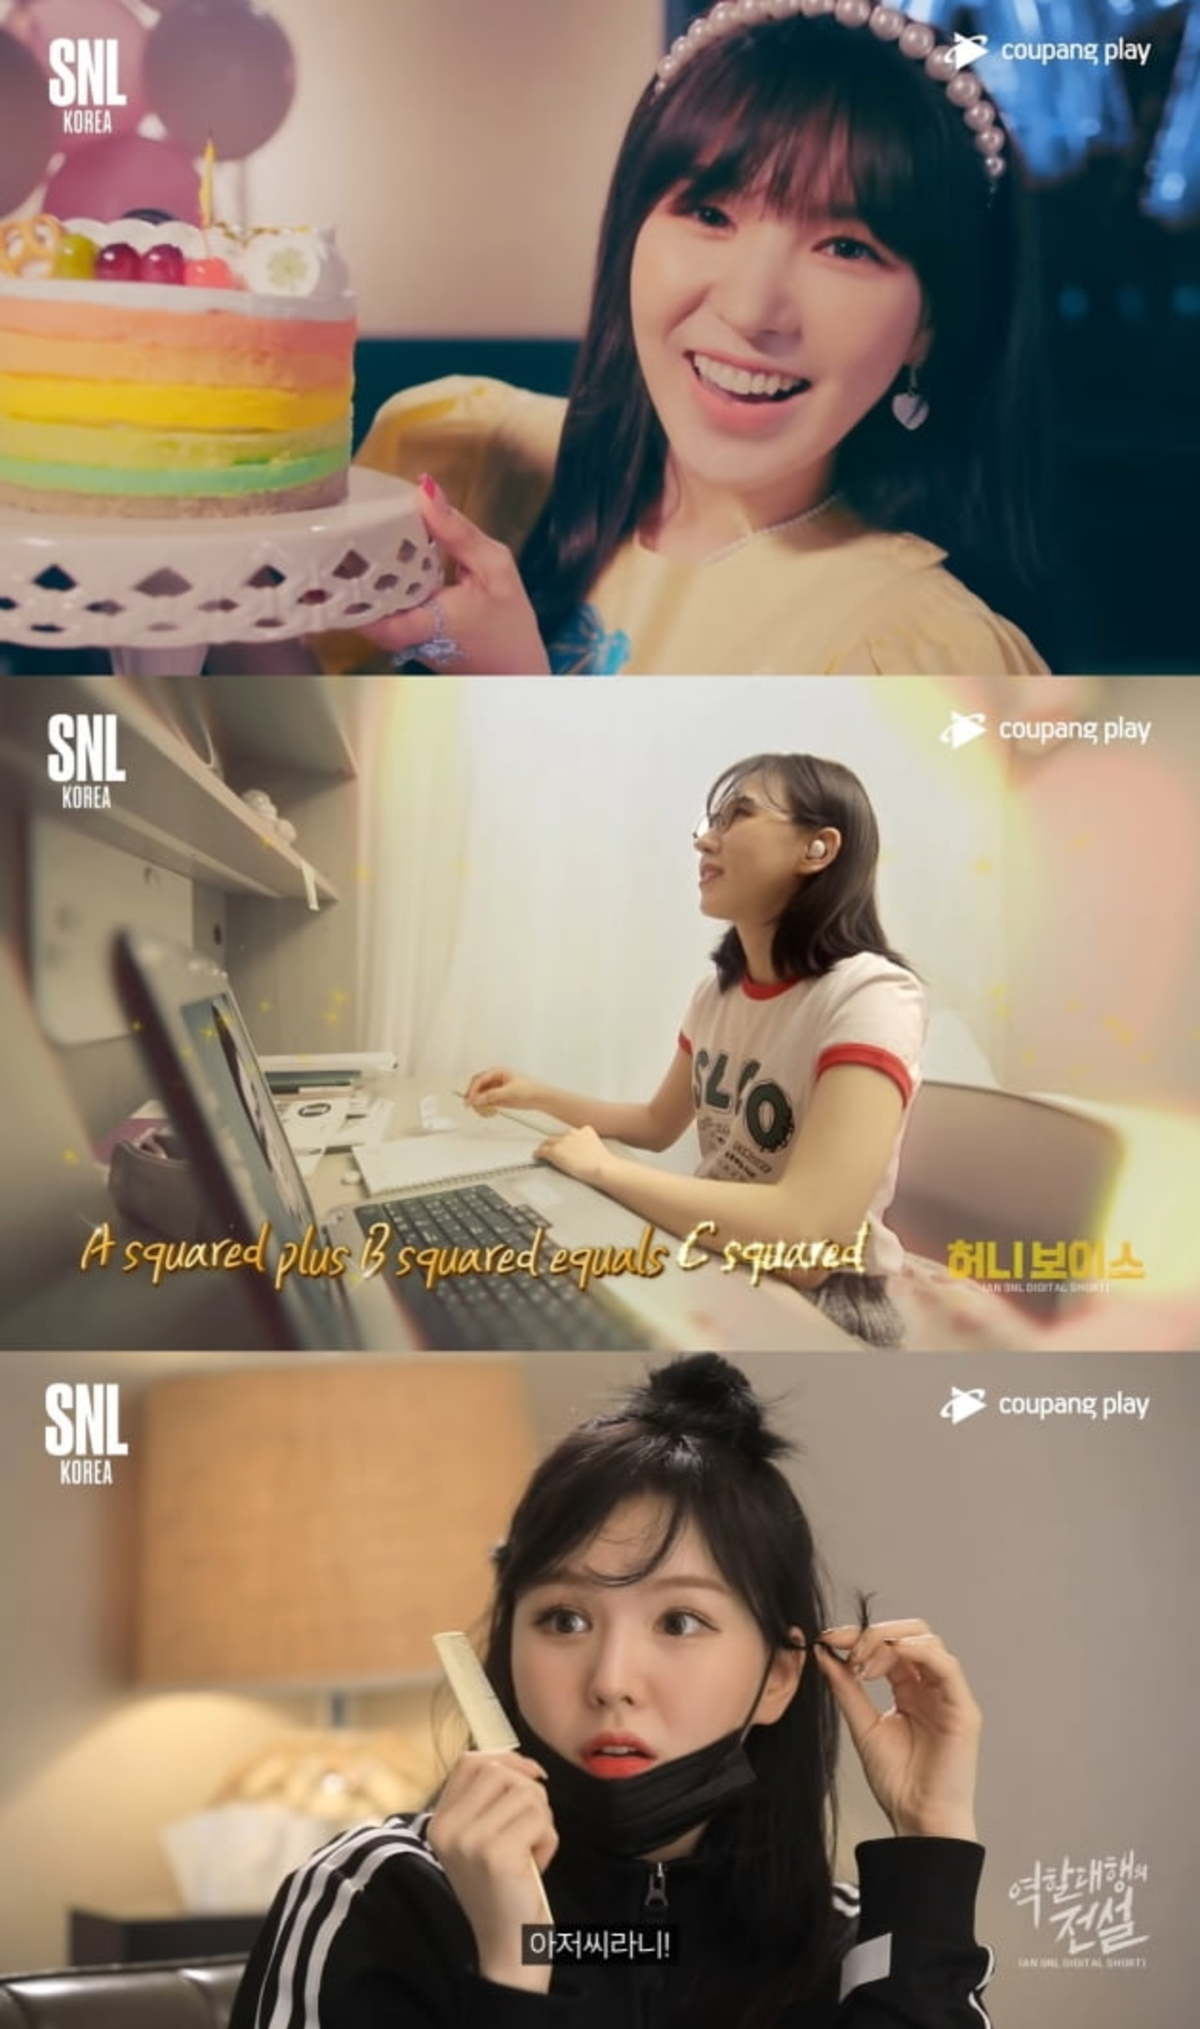 SNL
KOREA
coupang play
SNL
KOREA
coupang play
A squared plus B squared equals C squared
허니보이스
(AN SNL DIGITAL SHORT)
SNL
KOREA
coupang play
아저씨라니!
역할대행의
전설
(AN SNL DIGITAL SHORT)